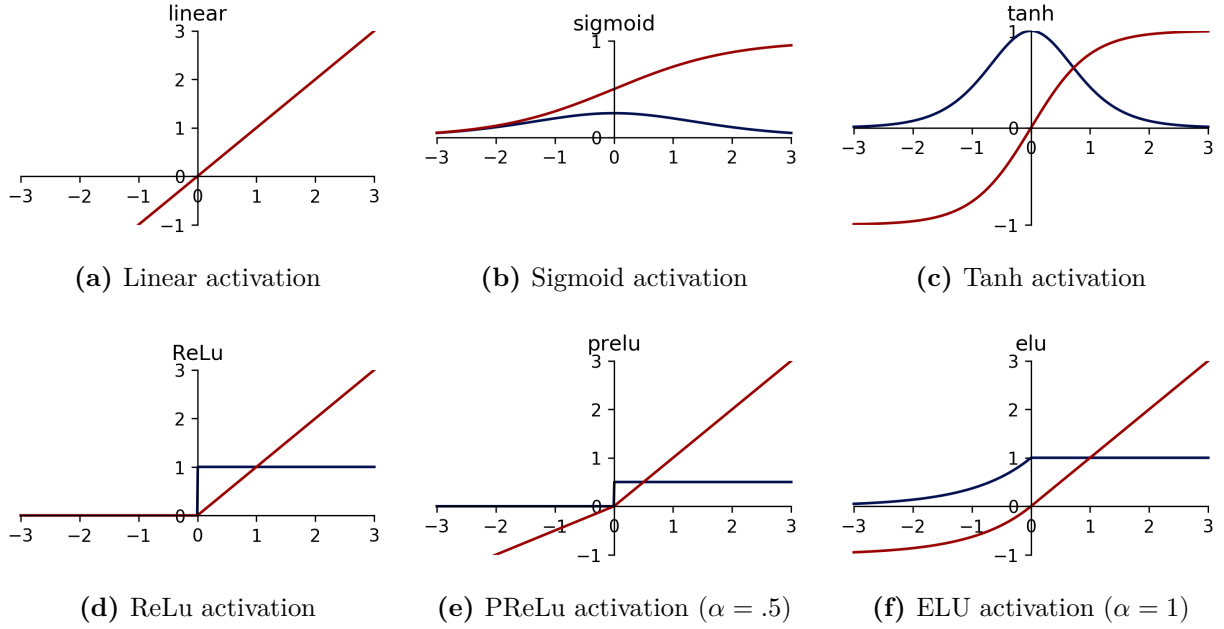 linear
3
2
1
0
−3 −2 −1 0 1 2 3
−1
(a) Linear activation
sigmoid
1
0
−3 −2 −1 0 1 2 3
(b) Sigmoid activation
tanh
1
0
−3 −2 −1 0 1 2 3
−1
(c) Tanh activation
ReLu
3
2
1
0
−3 −2 −1 0 1 2 3
(d) ReLu activation
prelu
3
2
1
0
−3 −2 −1 0 1 2 3
−1
(e) PReLu activation (α = .5)
elu
3
2
1
0
−3 −2 −1 0 1 2 3
−1
(f) ELU activation (α = 1)